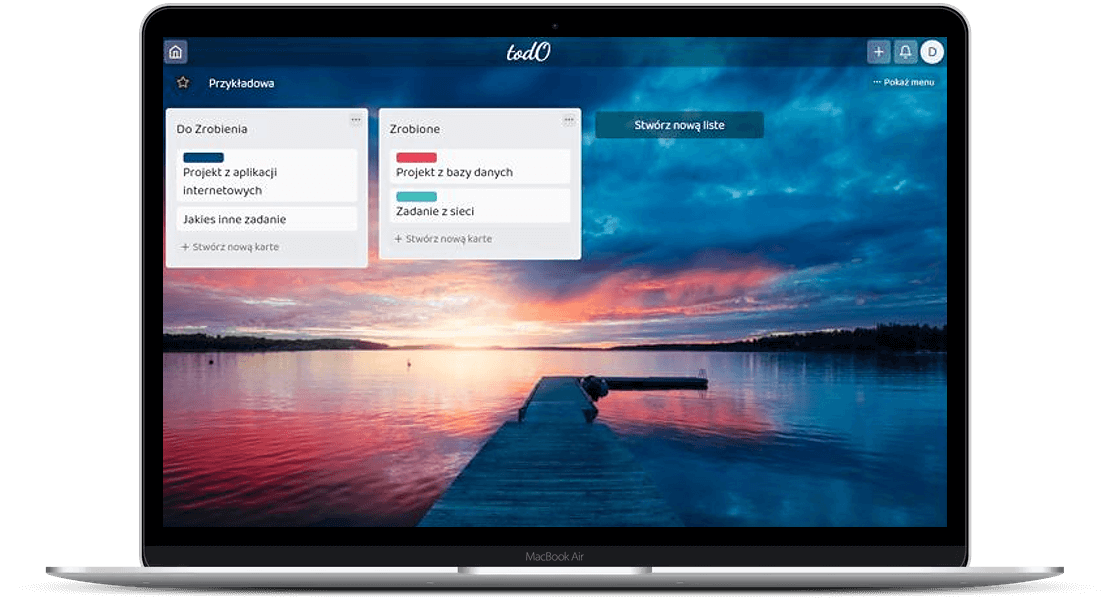 todO
D
Przykładowa
··· Pokaż menu
Do Zrobienia
Projekt z aplikacji
internetowych
Jakies inne zadanie
+ Stwórz nową karte
Zrobione
Projekt z bazy danych
Zadanie z sieci
+ Stwórz nową karte
Stwórz nową liste
MacBook Air